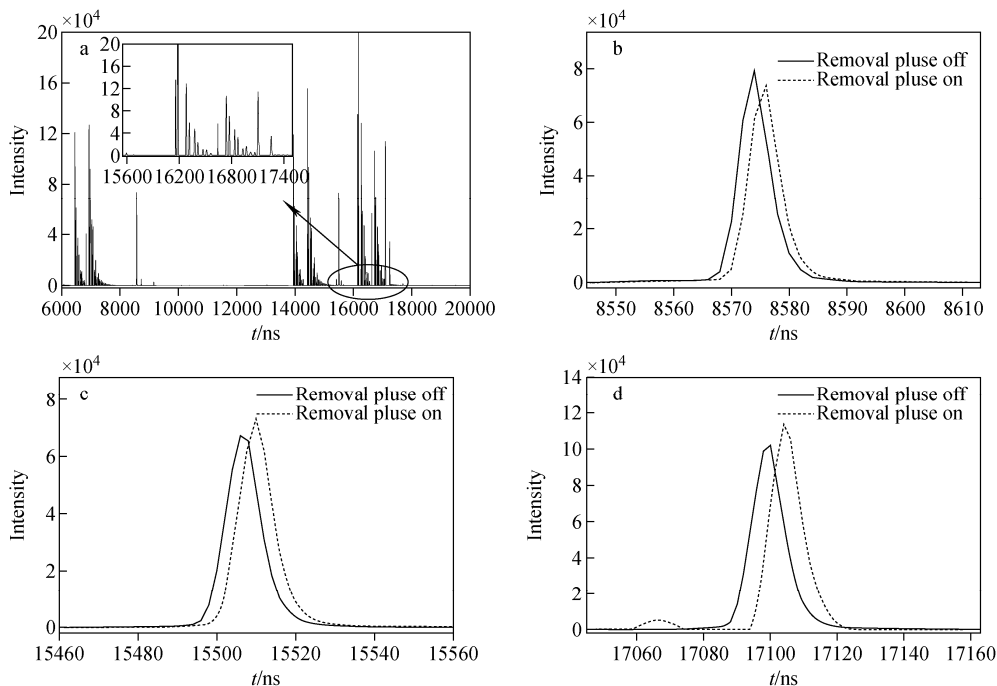 ×10⁴
20
16
12
8
4
0
Intensity
a
20
16
12
8
4
0
15600 16200 16800 17400
6000 8000 10000 12000 14000 16000 18000 20000
t/ns
×10⁴
b
Removal pluse off
Removal pluse on
8
6
4
2
0
Intensity
8550 8560 8570 8580 8590 8600 8610
t/ns
×10⁴
c
Removal pluse off
Removal pluse on
8
6
4
2
0
Intensity
15460 15480 15500 15520 15540 15560
t/ns
×10⁴
d
Removal pluse off
Removal pluse on
14
12
10
8
6
4
2
0
Intensity
17060 17080 17100 17120 17140 17160
t/ns